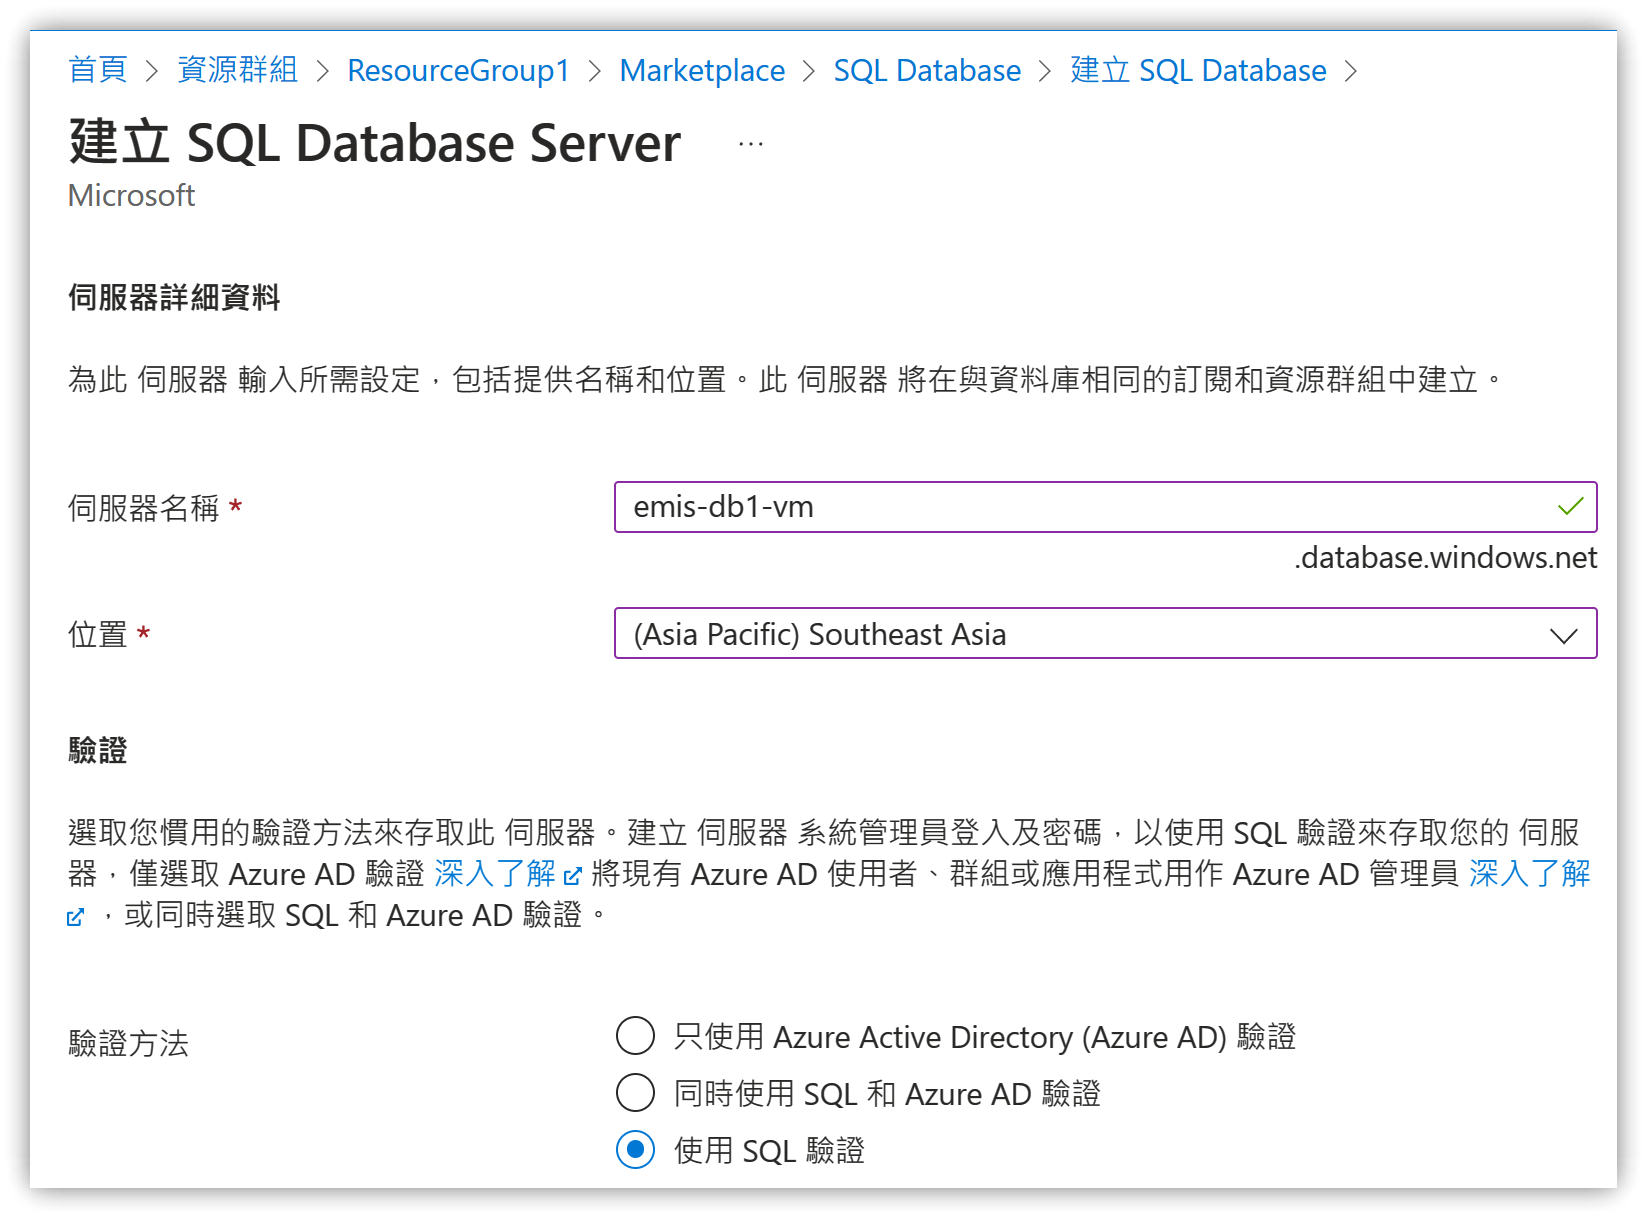 首頁 > 資源群組 > ResourceGroup1 > Marketplace > SQL Database > 建立 SQL Database >
建立 SQL Database Server ...
Microsoft
伺服器詳細資料
為此 伺服器 輸入所需設定，包括提供名稱和位置。此 伺服器 將在與資料庫相同的訂閱和資源群組中建立。
伺服器名稱 * emis-db1-vm
.database.windows.net
位置 * (Asia Pacific) Southeast Asia
驗證
選取您慣用的驗證方法來存取此 伺服器。建立 伺服器 系統管理員登入及密碼，以使用 SQL 驗證來存取您的 伺服
器，僅選取 Azure AD 驗證 深入了解 將現有 Azure AD 使用者、群組或應用程式用作 Azure AD 管理員 深入了解
，或同時選取 SQL 和 Azure AD 驗證。
驗證方法 只使用 Azure Active Directory (Azure AD) 驗證
同時使用 SQL 和 Azure AD 驗證
使用 SQL 驗證